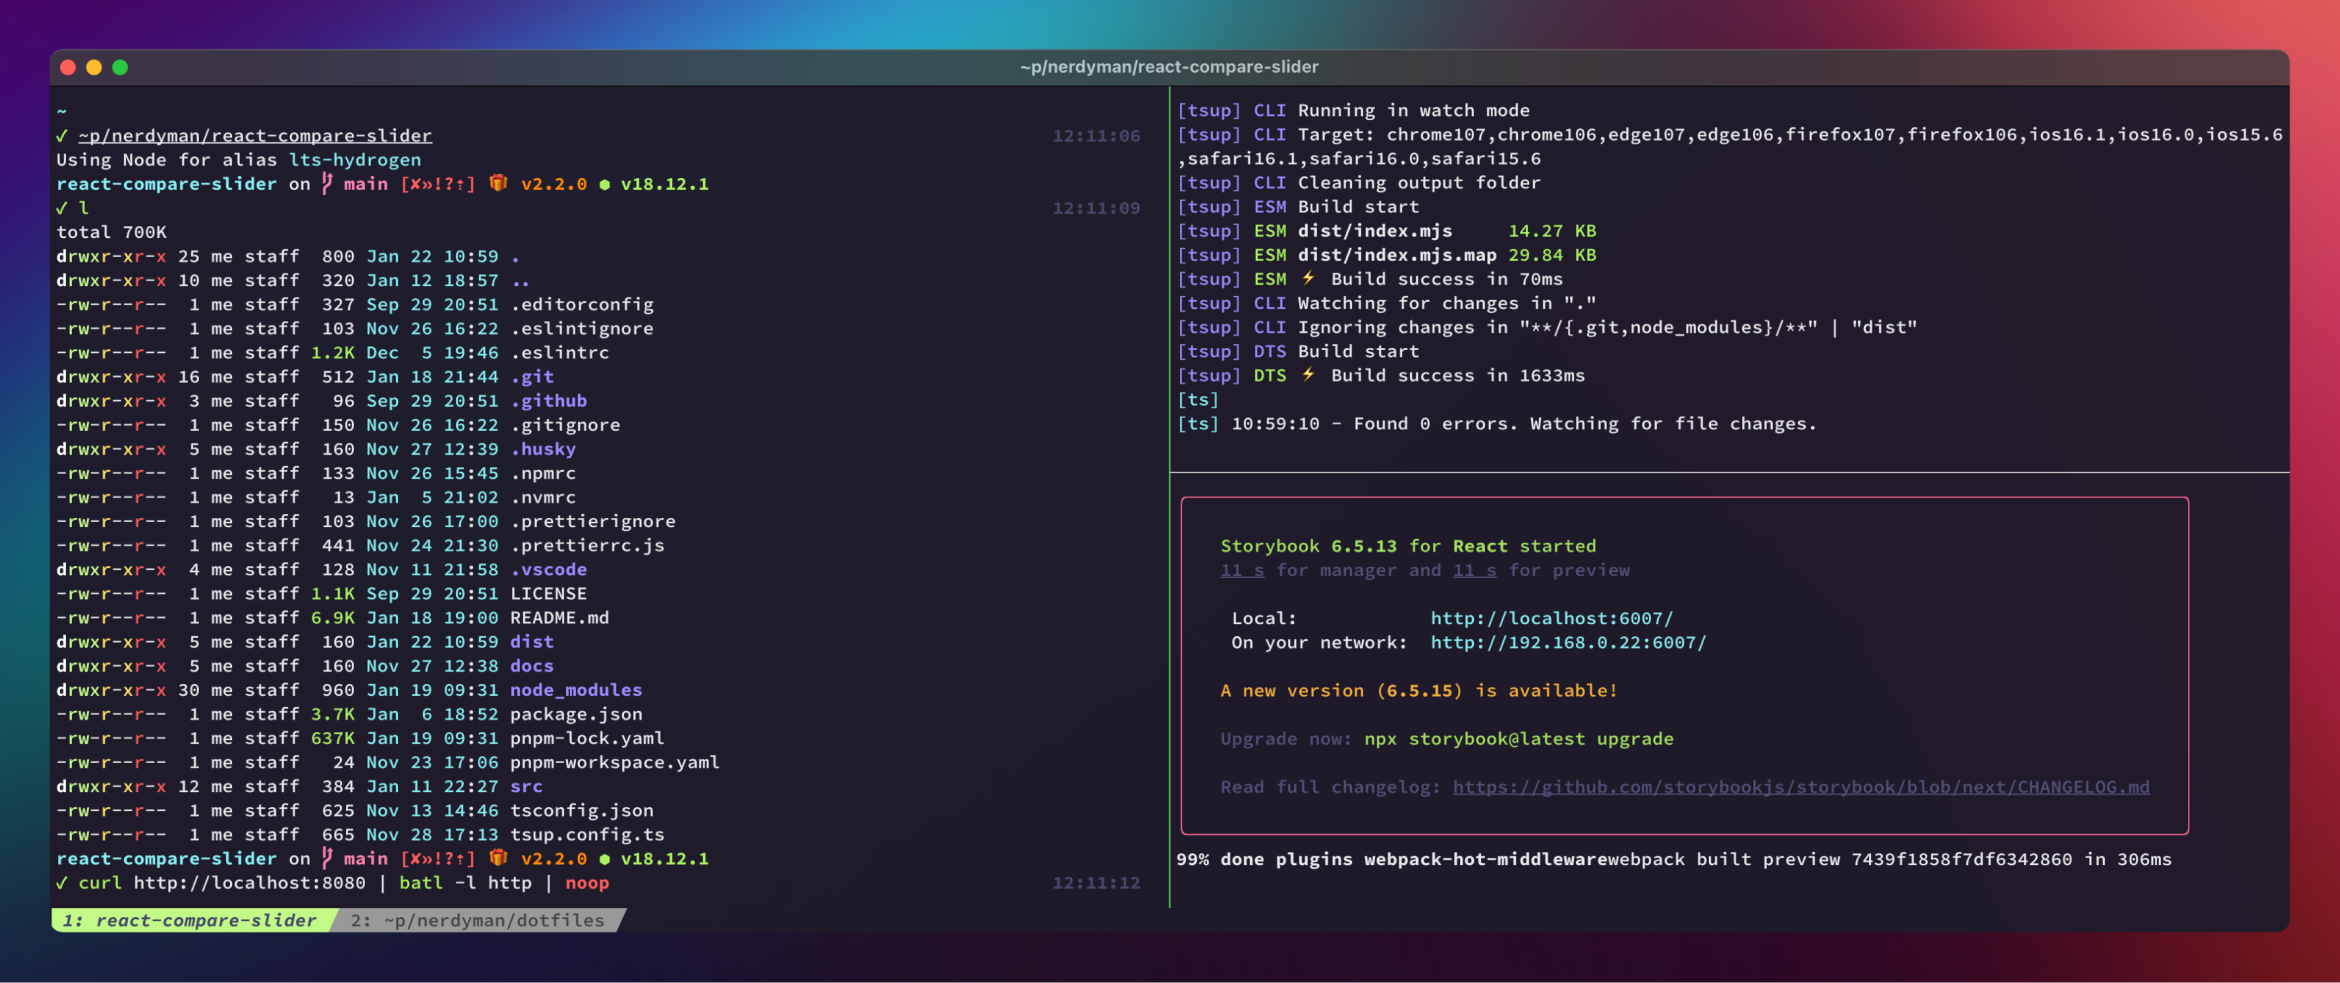 ~p/nerdyman/react-compare-slider
~
✓ ~p/nerdyman/react-compare-slider 12:11:06
Using Node for alias lts-hydrogen
react-compare-slider on main [✘»!?⇡] 🎁 v2.2.0 ● v18.12.1
✓ l 12:11:09
total 700K
drwxr-xr-x 25 me staff  800 Jan 22 10:59 .
drwxr-xr-x 10 me staff  320 Jan 12 18:57 ..
-rw-r--r--  1 me staff  327 Sep 29 20:51 .editorconfig
-rw-r--r--  1 me staff  103 Nov 26 16:22 .eslintignore
-rw-r--r--  1 me staff 1.2K Dec  5 19:46 .eslintrc
drwxr-xr-x 16 me staff  512 Jan 18 21:44 .git
drwxr-xr-x  3 me staff   96 Sep 29 20:51 .github
-rw-r--r--  1 me staff  150 Nov 26 16:22 .gitignore
drwxr-xr-x  5 me staff  160 Nov 27 12:39 .husky
-rw-r--r--  1 me staff  133 Nov 26 15:45 .npmrc
-rw-r--r--  1 me staff   13 Jan  5 21:02 .nvmrc
-rw-r--r--  1 me staff  103 Nov 26 17:00 .prettierignore
-rw-r--r--  1 me staff  441 Nov 24 21:30 .prettierrc.js
drwxr-xr-x  4 me staff  128 Nov 11 21:58 .vscode
-rw-r--r--  1 me staff 1.1K Sep 29 20:51 LICENSE
-rw-r--r--  1 me staff 6.9K Jan 18 19:00 README.md
drwxr-xr-x  5 me staff  160 Jan 22 10:59 dist
drwxr-xr-x  5 me staff  160 Nov 27 12:38 docs
drwxr-xr-x 30 me staff  960 Jan 19 09:31 node_modules
-rw-r--r--  1 me staff 3.7K Jan  6 18:52 package.json
-rw-r--r--  1 me staff 637K Jan 19 09:31 pnpm-lock.yaml
-rw-r--r--  1 me staff   24 Nov 23 17:06 pnpm-workspace.yaml
drwxr-xr-x 12 me staff  384 Jan 11 22:27 src
-rw-r--r--  1 me staff  625 Nov 13 14:46 tsconfig.json
-rw-r--r--  1 me staff  665 Nov 28 17:13 tsup.config.ts
react-compare-slider on main [✘»!?⇡] 🎁 v2.2.0 ● v18.12.1
✓ curl http://localhost:8080 | batl -l http | noop 12:11:12
1: react-compare-slider 2: ~p/nerdyman/dotfiles
[tsup] CLI Running in watch mode
[tsup] CLI Target: chrome107,chrome106,edge107,edge106,firefox107,firefox106,ios16.1,ios16.0,ios15.6
,safari16.1,safari16.0,safari15.6
[tsup] CLI Cleaning output folder
[tsup] ESM Build start
[tsup] ESM dist/index.mjs     14.27 KB
[tsup] ESM dist/index.mjs.map 29.84 KB
[tsup] ESM ⚡ Build success in 70ms
[tsup] CLI Watching for changes in "."
[tsup] CLI Ignoring changes in "**/{.git,node_modules}/**" | "dist"
[tsup] DTS Build start
[tsup] DTS ⚡ Build success in 1633ms
[ts]
[ts] 10:59:10 - Found 0 errors. Watching for file changes.
Storybook 6.5.13 for React started
11 s for manager and 11 s for preview
Local: http://localhost:6007/
On your network: http://192.168.0.22:6007/
A new version (6.5.15) is available!
Upgrade now: npx storybook@latest upgrade
Read full changelog: https://github.com/storybookjs/storybook/blob/next/CHANGELOG.md
99% done plugins webpack-hot-middlewarewebpack built preview 7439f1858f7df6342860 in 306ms